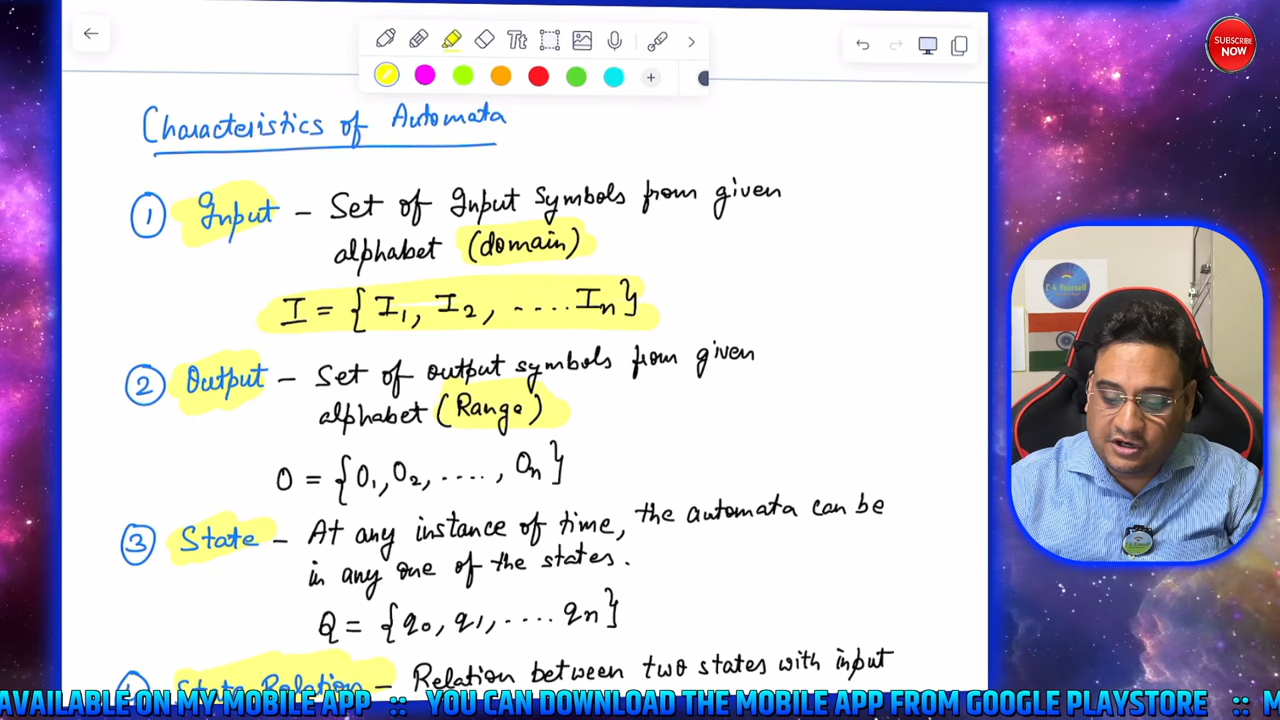 SUBSCRIBE
NOW
Tt
Characteristics of Automata
① Input – Set of Input Symbols from given
alphabet (domain)
I = { I1, I2, ....In}
② Output – Set of output symbols from given
alphabet (Range)
O = {O1, O2, ...., On}
③ State – At any instance of time, the automata can be
in any one of the states.
Q = {q0, q1, .... qn}
State Relation – Relation between two states with input
AVAILABLE ON MY MOBILE APP :: YOU CAN DOWNLOAD THE MOBILE APP FROM GOOGLE PLAYSTORE :: M